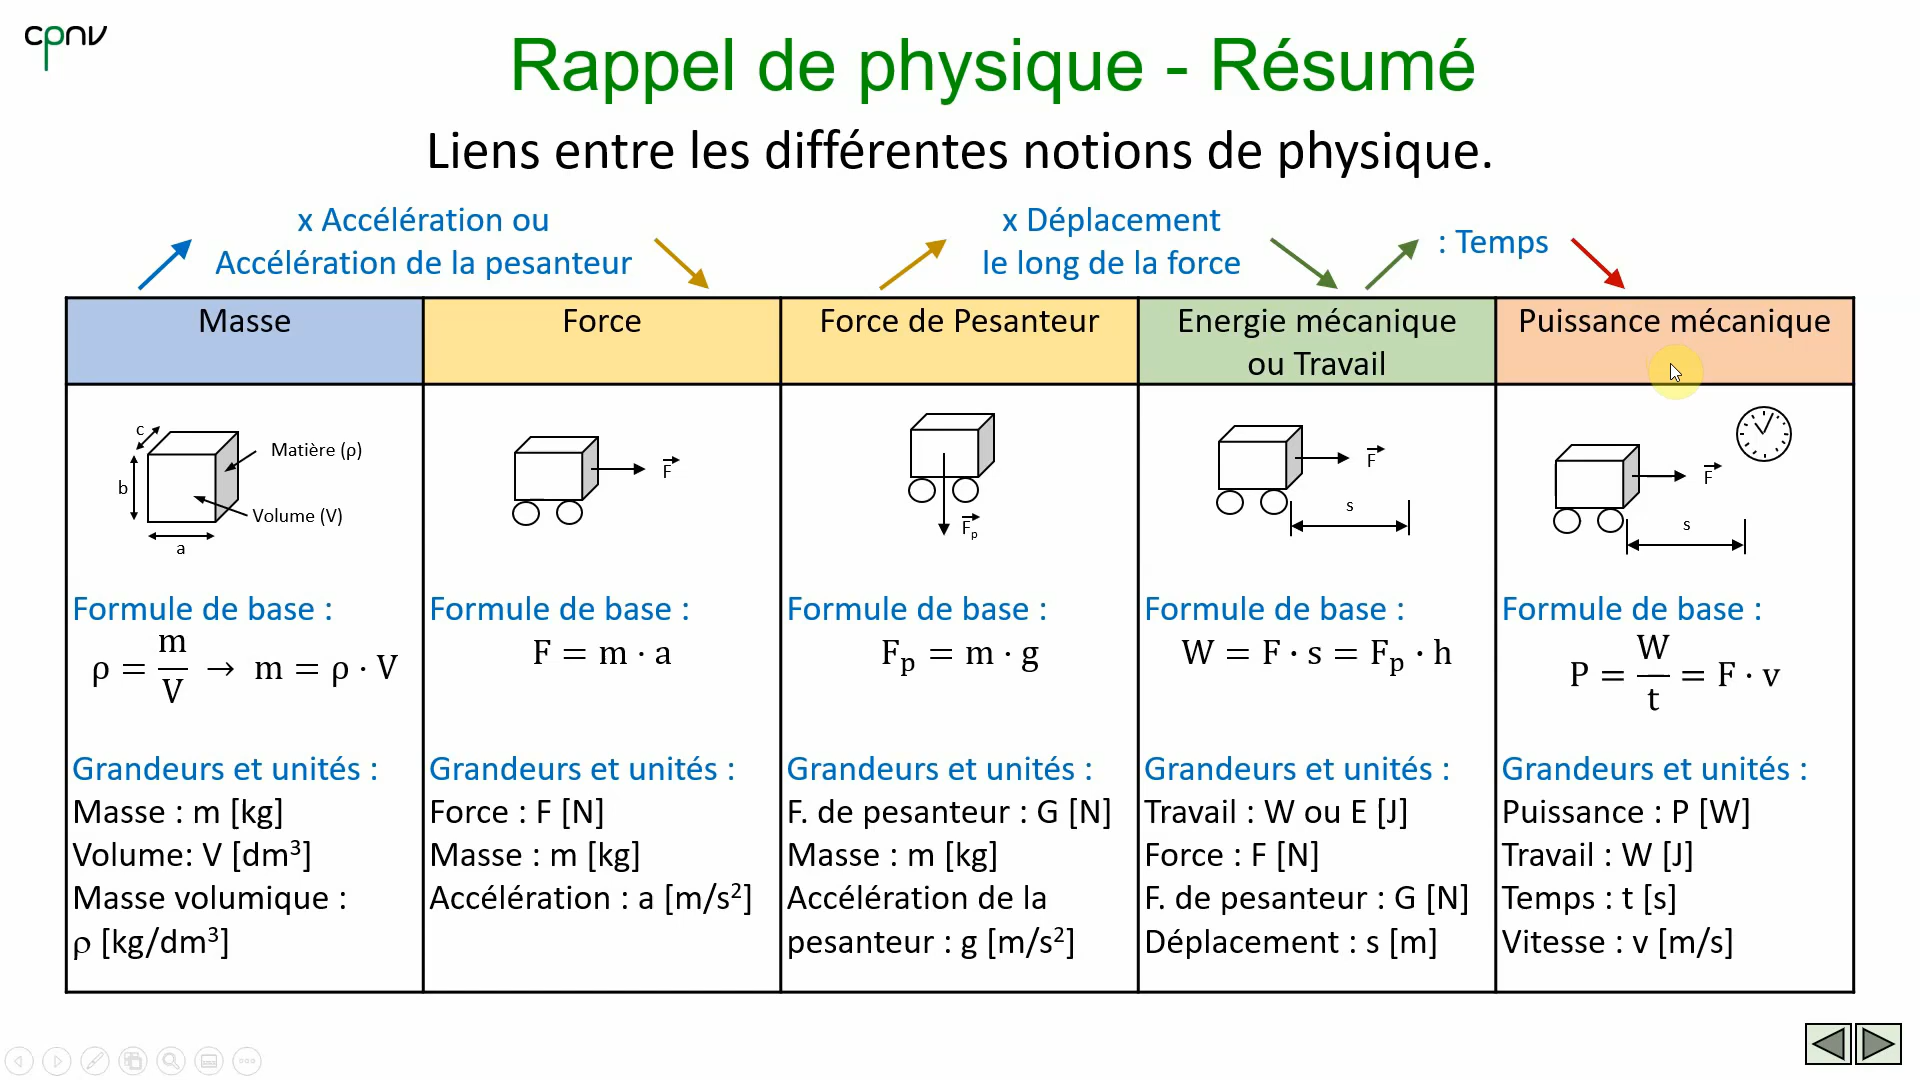 cpnv
Rappel de physique - Résumé
Liens entre les différentes notions de physique.
x Accélération ou
Accélération de la pesanteur
x Déplacement
le long de la force
: Temps
Masse
Force
Force de Pesanteur
Energie mécanique
ou Travail
Puissance mécanique
c
Matière (ρ)
b
Volume (V)
a
F
Fp
F
s
F
s
Formule de base :
ρ = m/V → m = ρ · V
Grandeurs et unités :
Masse : m [kg]
Volume: V [dm³]
Masse volumique :
ρ [kg/dm³]
Formule de base :
F = m · a
Grandeurs et unités :
Force : F [N]
Masse : m [kg]
Accélération : a [m/s²]
Formule de base :
Fp = m · g
Grandeurs et unités :
F. de pesanteur : G [N]
Masse : m [kg]
Accélération de la
pesanteur : g [m/s²]
Formule de base :
W = F · s = Fp · h
Grandeurs et unités :
Travail : W ou E [J]
Force : F [N]
F. de pesanteur : G [N]
Déplacement : s [m]
Formule de base :
P = W/t = F · v
Grandeurs et unités :
Puissance : P [W]
Travail : W [J]
Temps : t [s]
Vitesse : v [m/s]